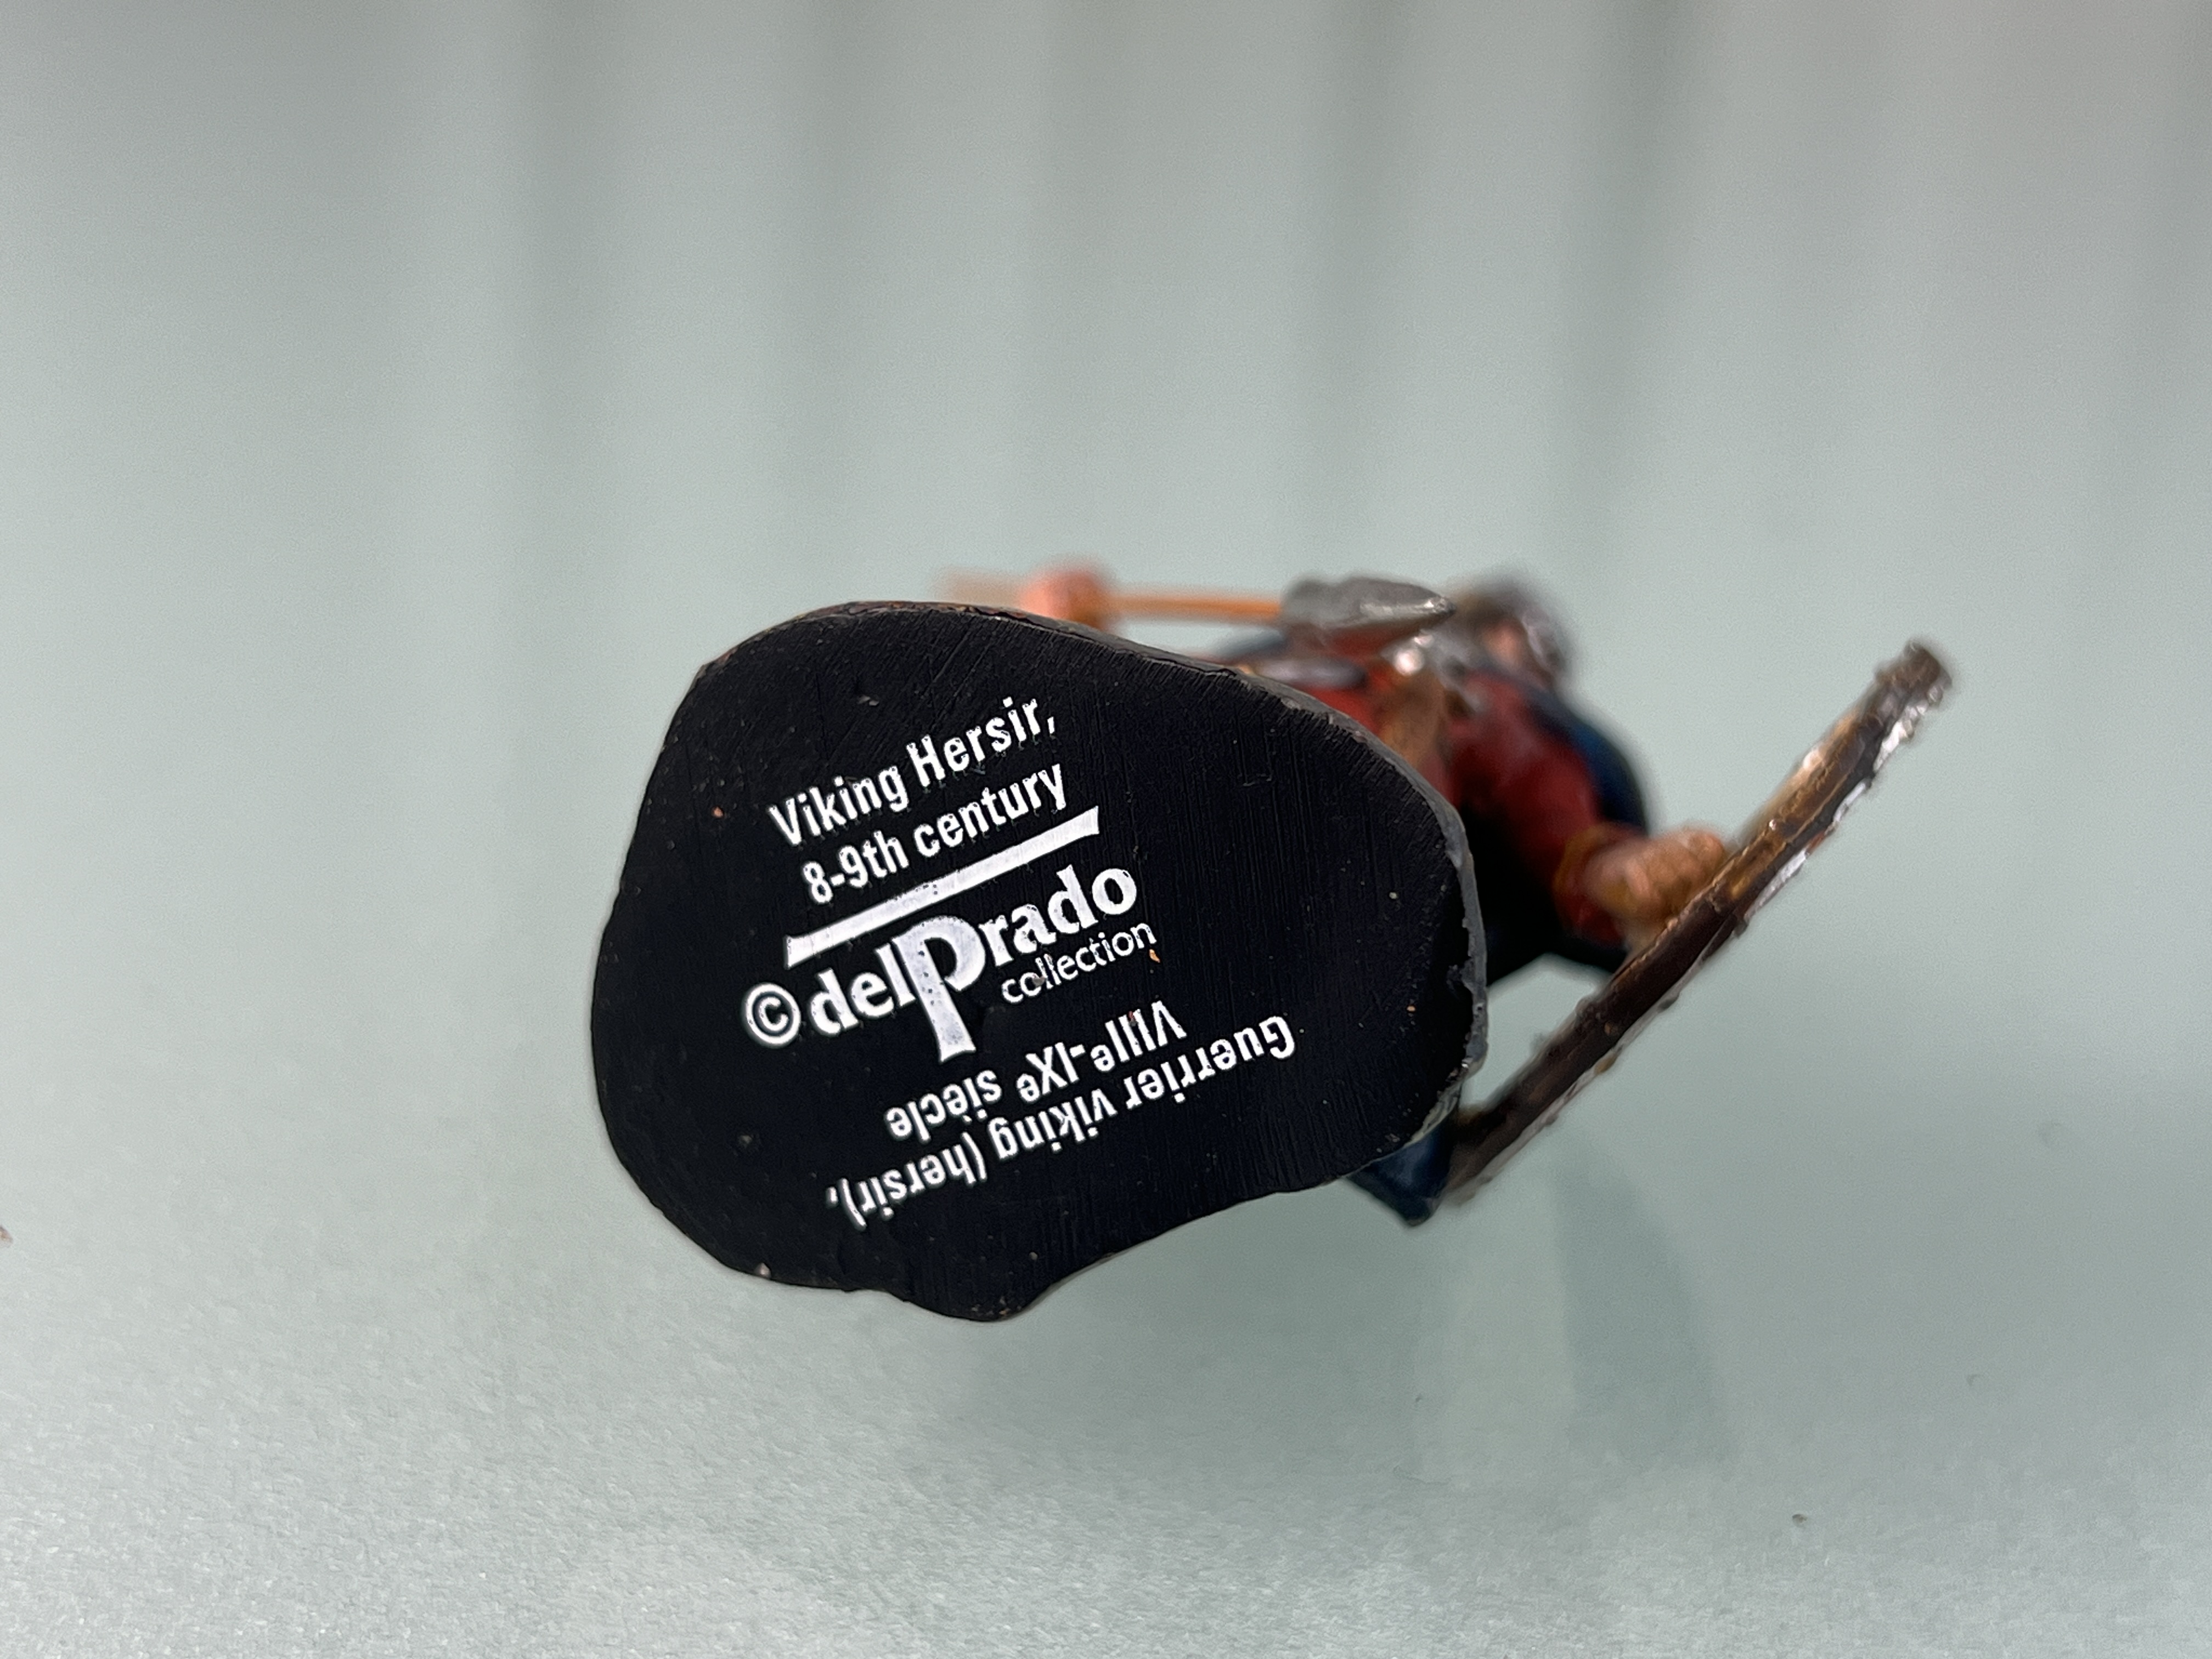 Viking Hersir,
8-9th century
©delPrado
collection
Guerrier viking (hersir),
VIIIe-IXe siècle